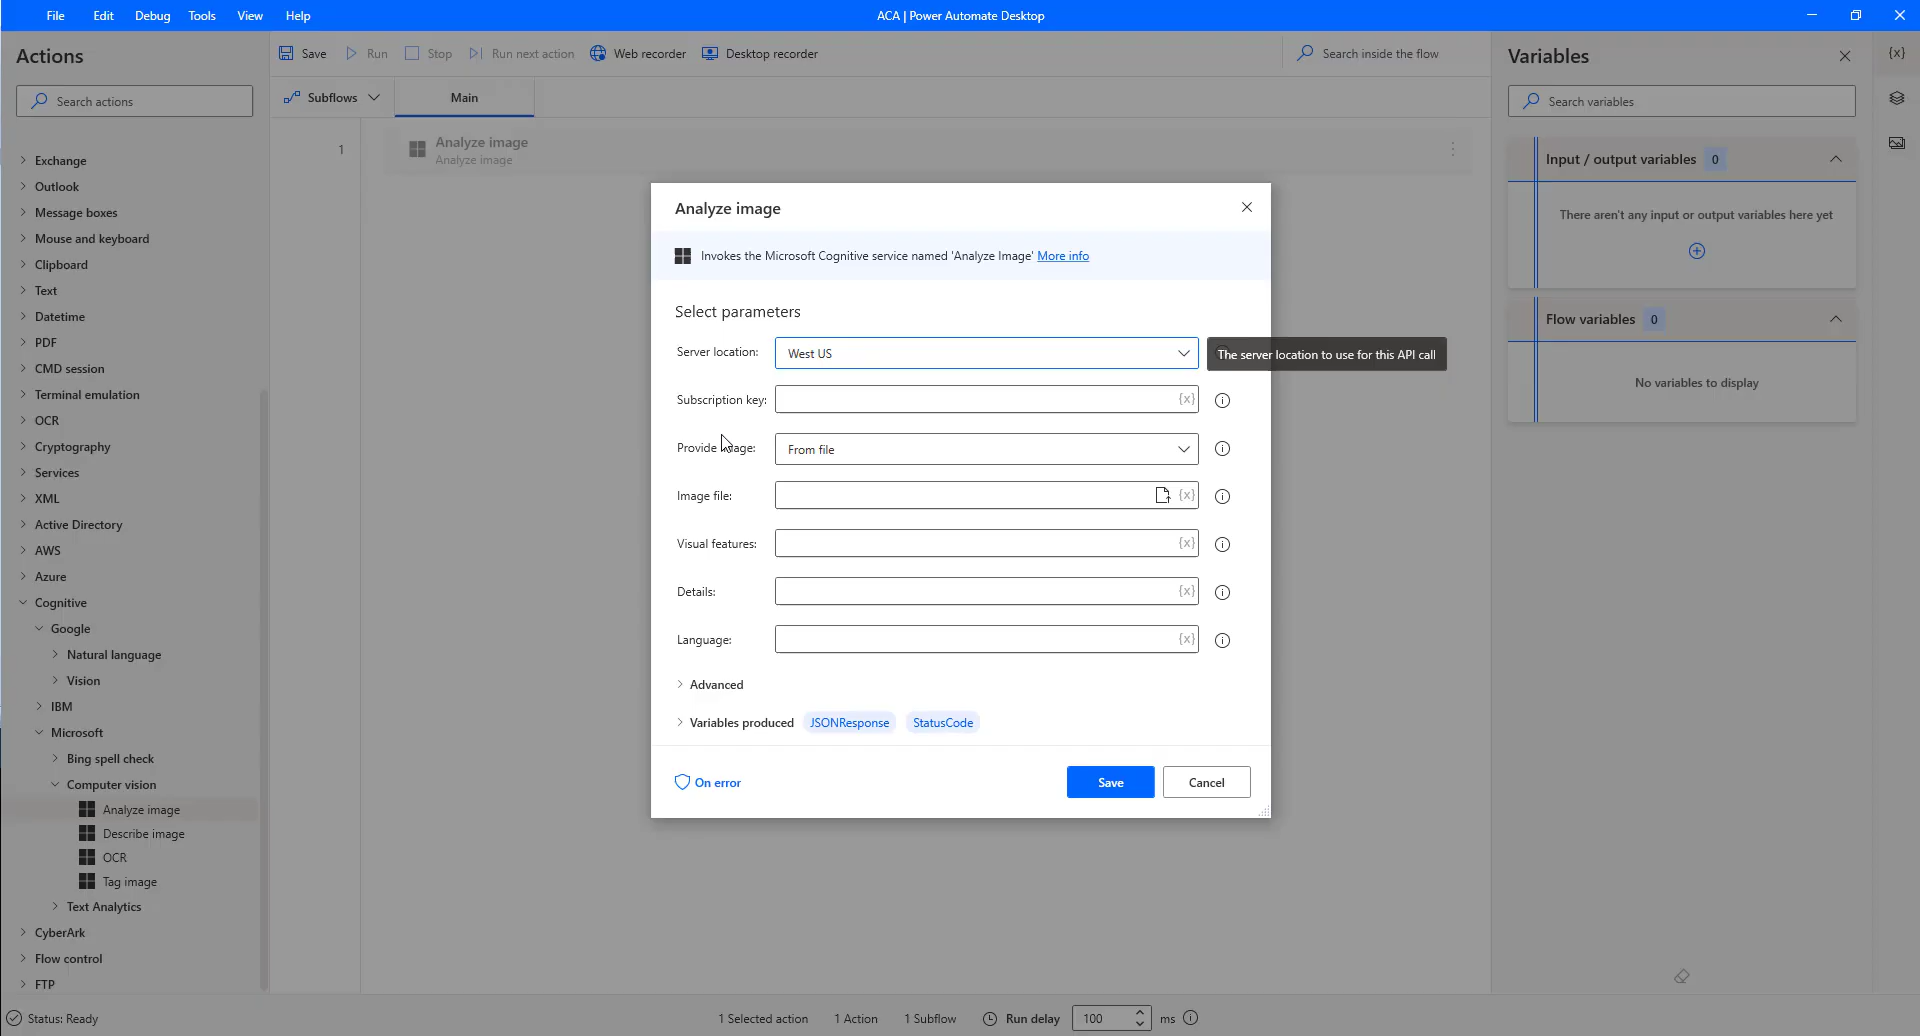 File Edit Debug Tools View Help
ACA | Power Automate Desktop
Actions
Search actions
Exchange
Outlook
Message boxes
Mouse and keyboard
Clipboard
Text
Datetime
PDF
CMD session
Terminal emulation
OCR
Cryptography
Services
XML
Active Directory
AWS
Azure
Cognitive
Google
Natural language
Vision
IBM
Microsoft
Bing spell check
Computer vision
Analyze image
Describe image
OCR
Tag image
Text Analytics
CyberArk
Flow control
FTP
Save Run Stop Run next action Web recorder Desktop recorder
Search inside the flow
Subflows Main
1
Analyze image
Analyze image
Analyze image
Invokes the Microsoft Cognitive service named 'Analyze Image' More info
Select parameters
Server location: West US
The server location to use for this API call
Subscription key: {x}
Provide image: From file
Image file: {x}
Visual features: {x}
Details: {x}
Language: {x}
Advanced
Variables produced JSONResponse StatusCode
On error Save Cancel
Variables
{x}
Search variables
Input / output variables 0
There aren't any input or output variables here yet
Flow variables 0
No variables to display
Status: Ready 1 Selected action 1 Action 1 Subflow Run delay 100 ms